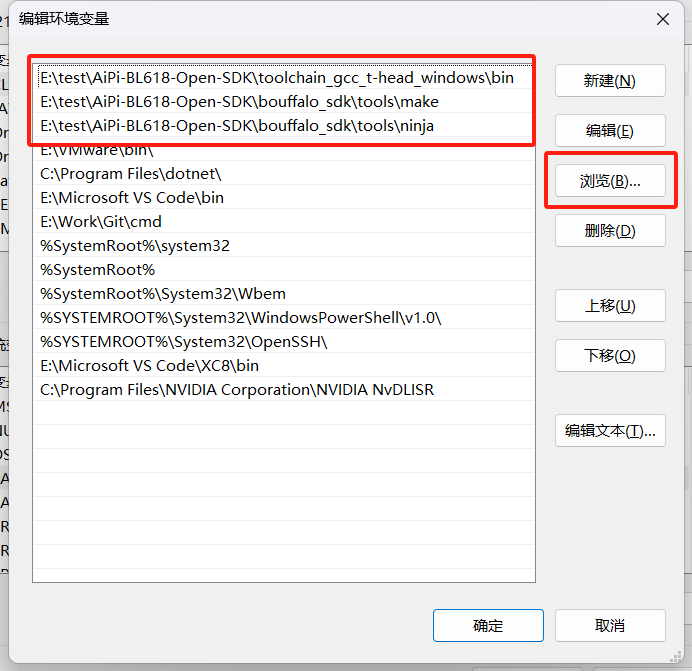 编辑环境变量
E:\test\AiPi-BL618-Open-SDK\toolchain_gcc_t-head_windows\bin
E:\test\AiPi-BL618-Open-SDK\bouffalo_sdk\tools\make
E:\test\AiPi-BL618-Open-SDK\bouffalo_sdk\tools\ninja
E:\VMware\bin\
C:\Program Files\dotnet\
E:\Microsoft VS Code\bin
E:\Work\Git\cmd
%SystemRoot%\system32
%SystemRoot%
%SystemRoot%\System32\Wbem
%SYSTEMROOT%\System32\WindowsPowerShell\v1.0\
%SYSTEMROOT%\System32\OpenSSH\
E:\Microsoft VS Code\XC8\bin
C:\Program Files\NVIDIA Corporation\NVIDIA NvDLISR
新建(N)
编辑(E)
浏览(B)...
删除(D)
上移(U)
下移(O)
编辑文本(T)...
确定
取消